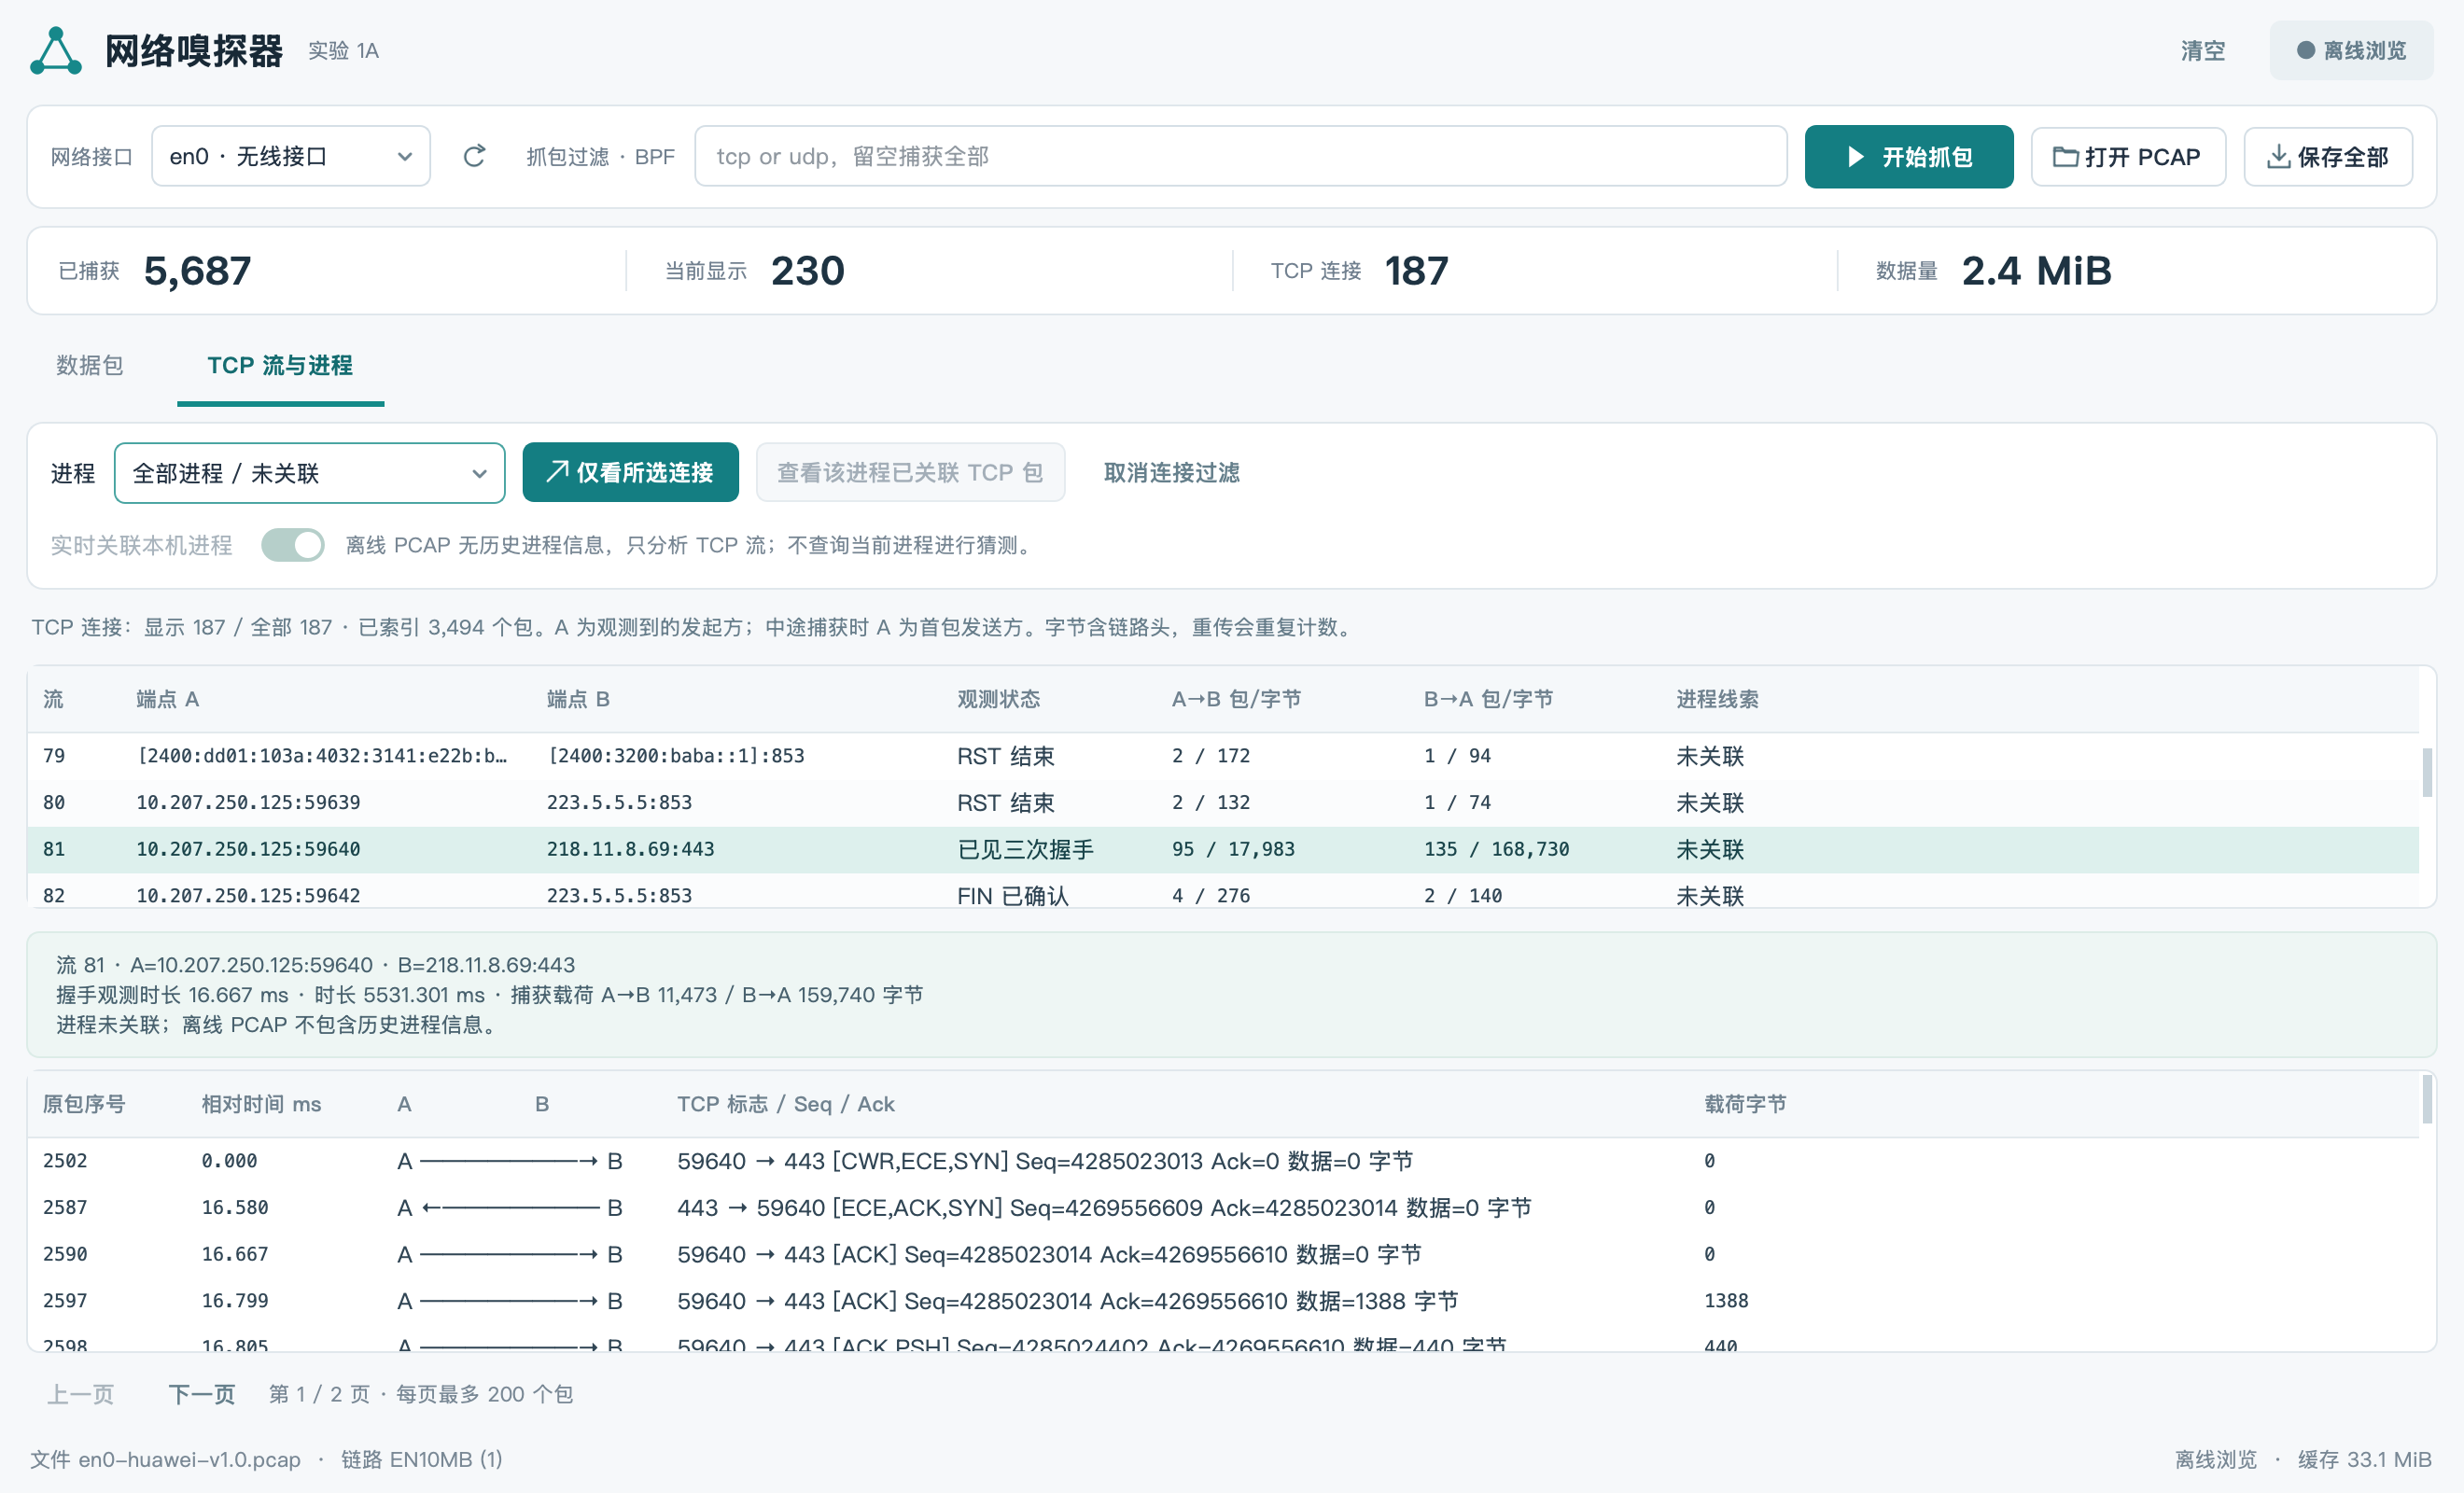 网络嗅探器 实验 1A 清空 离线浏览
网络接口 en0 · 无线接口 抓包过滤 · BPF tcp or udp，留空捕获全部 开始抓包 打开 PCAP 保存全部
已捕获 5,687 当前显示 230 TCP 连接 187 数据量 2.4 MiB
数据包 TCP 流与进程
进程 全部进程 / 未关联 仅看所选连接 查看该进程已关联 TCP 包 取消连接过滤
实时关联本机进程 离线 PCAP 无历史进程信息，只分析 TCP 流；不查询当前进程进行猜测。
TCP 连接：显示 187 / 全部 187 · 已索引 3,494 个包。A 为观测到的发起方；中途捕获时 A 为首包发送方。字节含链路头，重传会重复计数。
流 端点 A 端点 B 观测状态 A→B 包/字节 B→A 包/字节 进程线索
79 [2400:dd01:103a:4032:3141:e22b:b… [2400:3200:baba::1]:853 RST 结束 2 / 172 1 / 94 未关联
80 10.207.250.125:59639 223.5.5.5:853 RST 结束 2 / 132 1 / 74 未关联
81 10.207.250.125:59640 218.11.8.69:443 已见三次握手 95 / 17,983 135 / 168,730 未关联
82 10.207.250.125:59642 223.5.5.5:853 FIN 已确认 4 / 276 2 / 140 未关联
流 81 · A=10.207.250.125:59640 · B=218.11.8.69:443
握手观测时长 16.667 ms · 时长 5531.301 ms · 捕获载荷 A→B 11,473 / B→A 159,740 字节
进程未关联；离线 PCAP 不包含历史进程信息。
原包序号 相对时间 ms A B TCP 标志 / Seq / Ack 载荷字节
2502 0.000 A ————→ B 59640 → 443 [CWR,ECE,SYN] Seq=4285023013 Ack=0 数据=0 字节 0
2587 16.580 A ←———— B 443 → 59640 [ECE,ACK,SYN] Seq=4269556609 Ack=4285023014 数据=0 字节 0
2590 16.667 A ————→ B 59640 → 443 [ACK] Seq=4285023014 Ack=4269556610 数据=0 字节 0
2597 16.799 A ————→ B 59640 → 443 [ACK] Seq=4285023014 Ack=4269556610 数据=1388 字节 1388
2598 16.805 A ————→ B 59640 → 443 [ACK,PSH] Seq=4285024402 Ack=4269556610 数据=440 字节 440
上一页 下一页 第 1 / 2 页 · 每页最多 200 个包
文件 en0-huawei-v1.0.pcap · 链路 EN10MB (1) 离线浏览 · 缓存 33.1 MiB